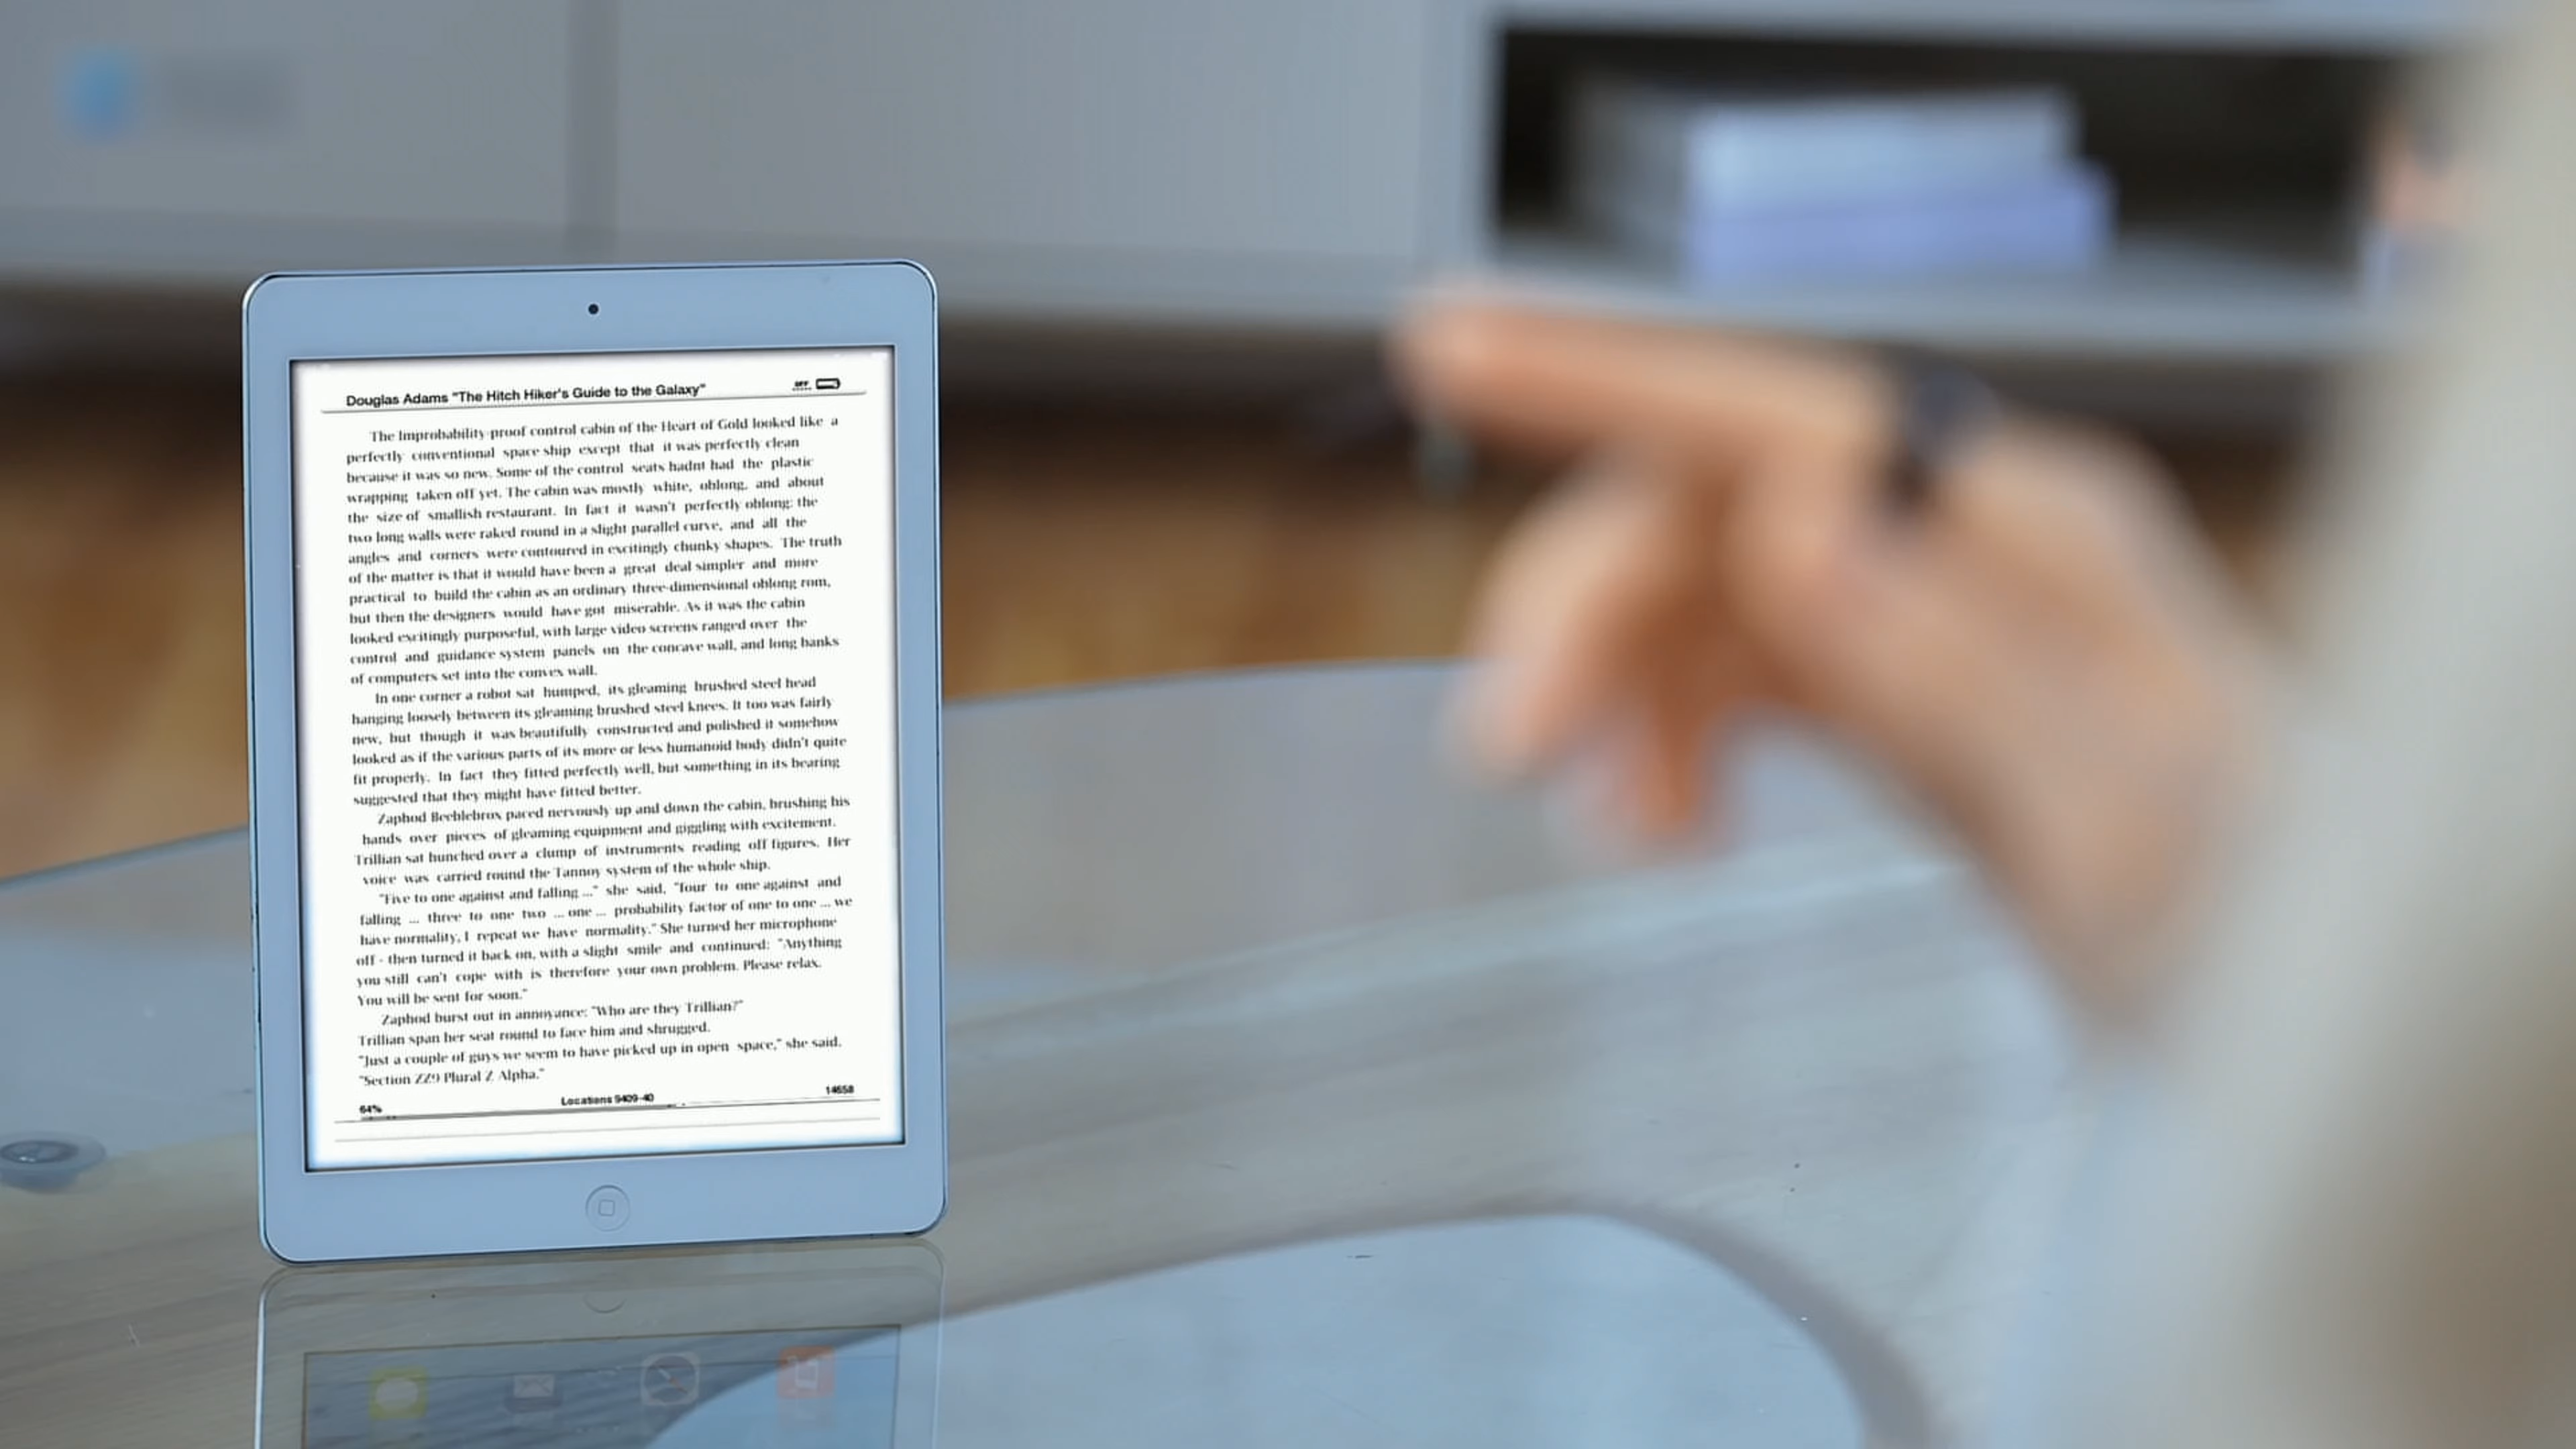 Douglas Adams "The Hitch Hiker's Guide to the Galaxy"
OFF
The Improbability-proof control cabin of the Heart of Gold looked like a
perfectly conventional space ship except that it was perfectly clean
because it was so new. Some of the control seats hadnt had the plastic
wrapping taken off yet. The cabin was mostly white, oblong, and about
the size of smallish restaurant. In fact it wasn't perfectly oblong: the
two long walls were raked round in a slight parallel curve, and all the
angles and corners were contoured in excitingly chunky shapes. The truth
of the matter is that it would have been a great deal simpler and more
practical to build the cabin as an ordinary three-dimensional oblong rom,
but then the designers would have got miserable. As it was the cabin
looked excitingly purposeful, with large video screens ranged over the
control and guidance system panels on the concave wall, and long banks
of computers set into the convex wall.
In one corner a robot sat humped, its gleaming brushed steel head
hanging loosely between its gleaming brushed steel knees. It too was fairly
new, but though it was beautifully constructed and polished it somehow
looked as if the various parts of its more or less humanoid body didn't quite
fit properly. In fact they fitted perfectly well, but something in its bearing
suggested that they might have fitted better.
Zaphod Beeblebrox paced nervously up and down the cabin, brushing his
hands over pieces of gleaming equipment and giggling with excitement.
Trillian sat hunched over a clump of instruments reading off figures. Her
voice was carried round the Tannoy system of the whole ship.
"Five to one against and falling ..." she said, "four to one against and
falling ... three to one two ... one ... probability factor of one to one ... we
have normality, I repeat we have normality." She turned her microphone
off - then turned it back on, with a slight smile and continued: "Anything
you still can't cope with is therefore your own problem. Please relax.
You will be sent for soon."
Zaphod burst out in annoyance: "Who are they Trillian?"
Trillian span her seat round to face him and shrugged.
"Just a couple of guys we seem to have picked up in open space," she said.
"Section ZZ9 Plural Z Alpha."
64% Locations 9409-40 14658